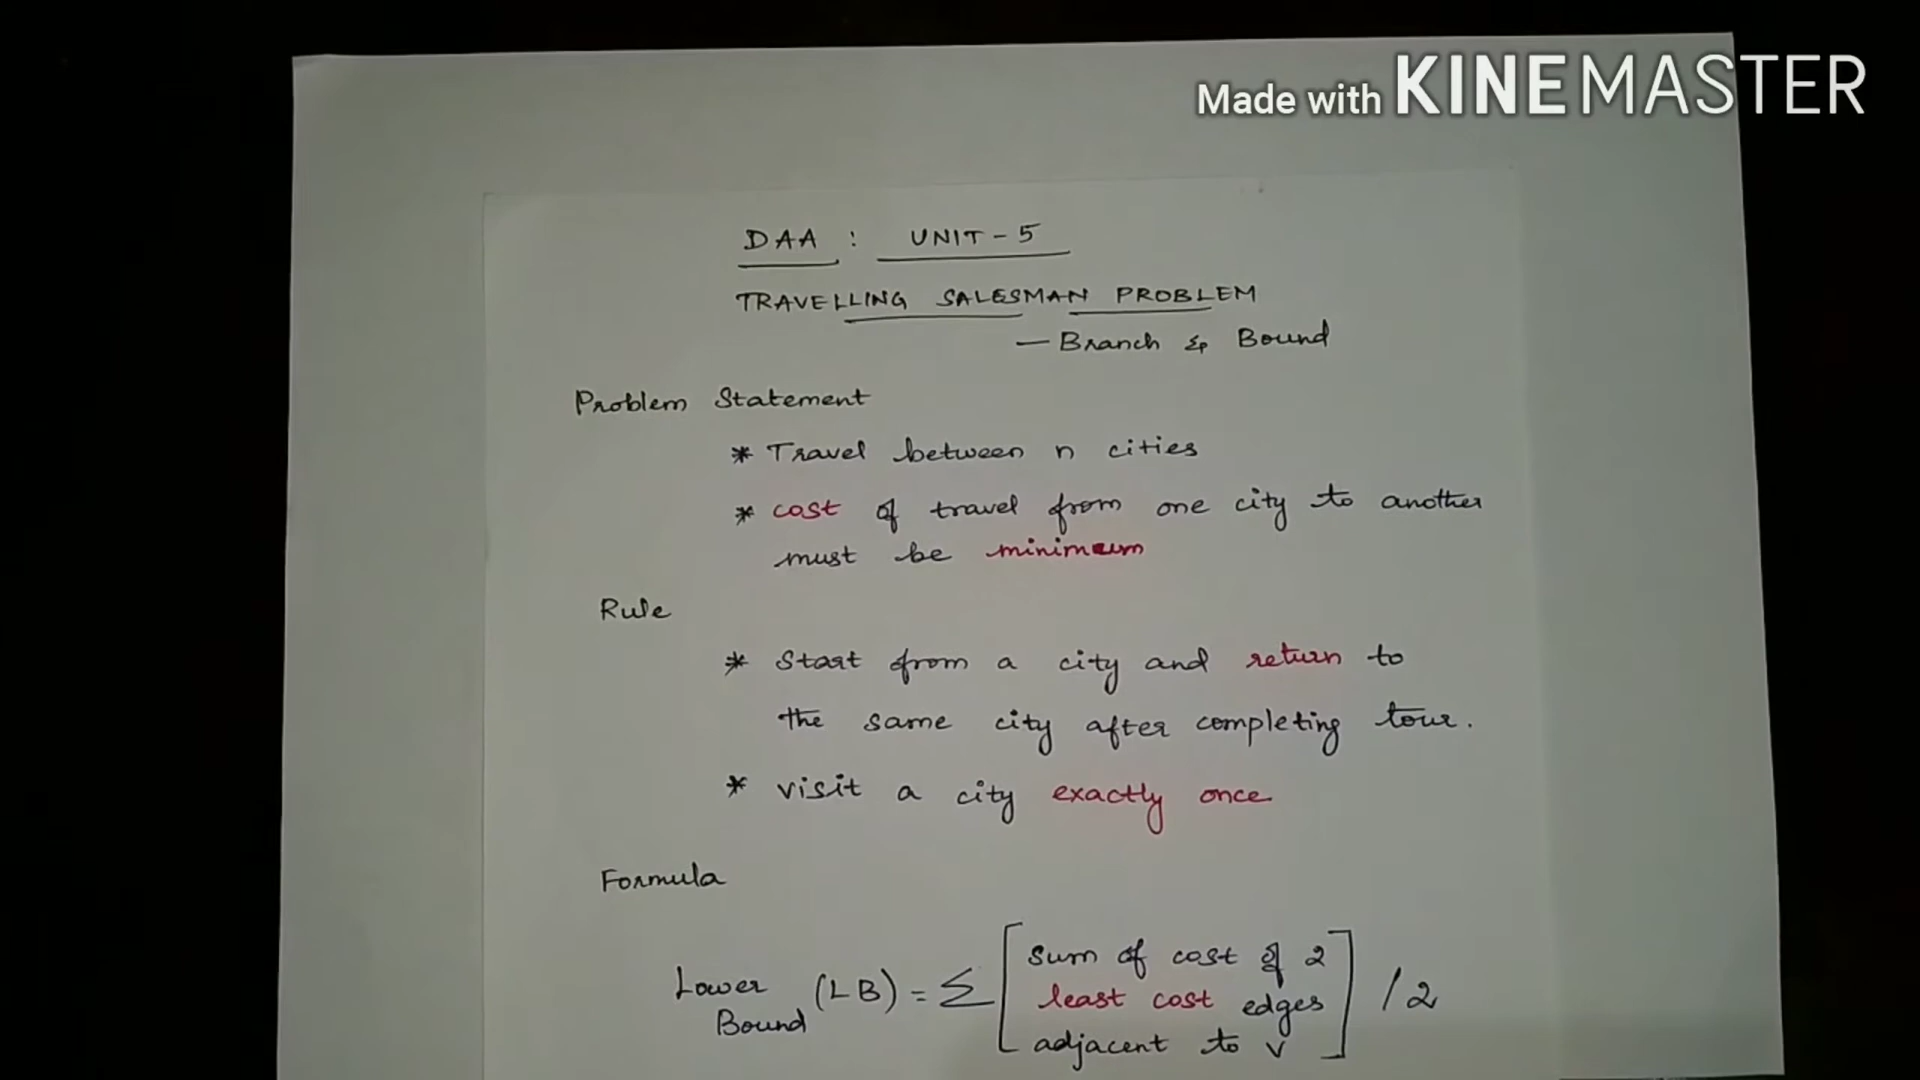 Made with KINEMASTER
DAA : UNIT - 5
TRAVELLING SALESMAN PROBLEM
— Branch & Bound
Problem Statement
* Travel between n cities
* cost of travel from one city to another
must be minimum
Rule
* Start from a city and return to
the same city after completing tour.
* visit a city exactly once
Formula
Lower Bound (LB) = Σ [ sum of cost of 2
least cost edges
adjacent to v ] / 2